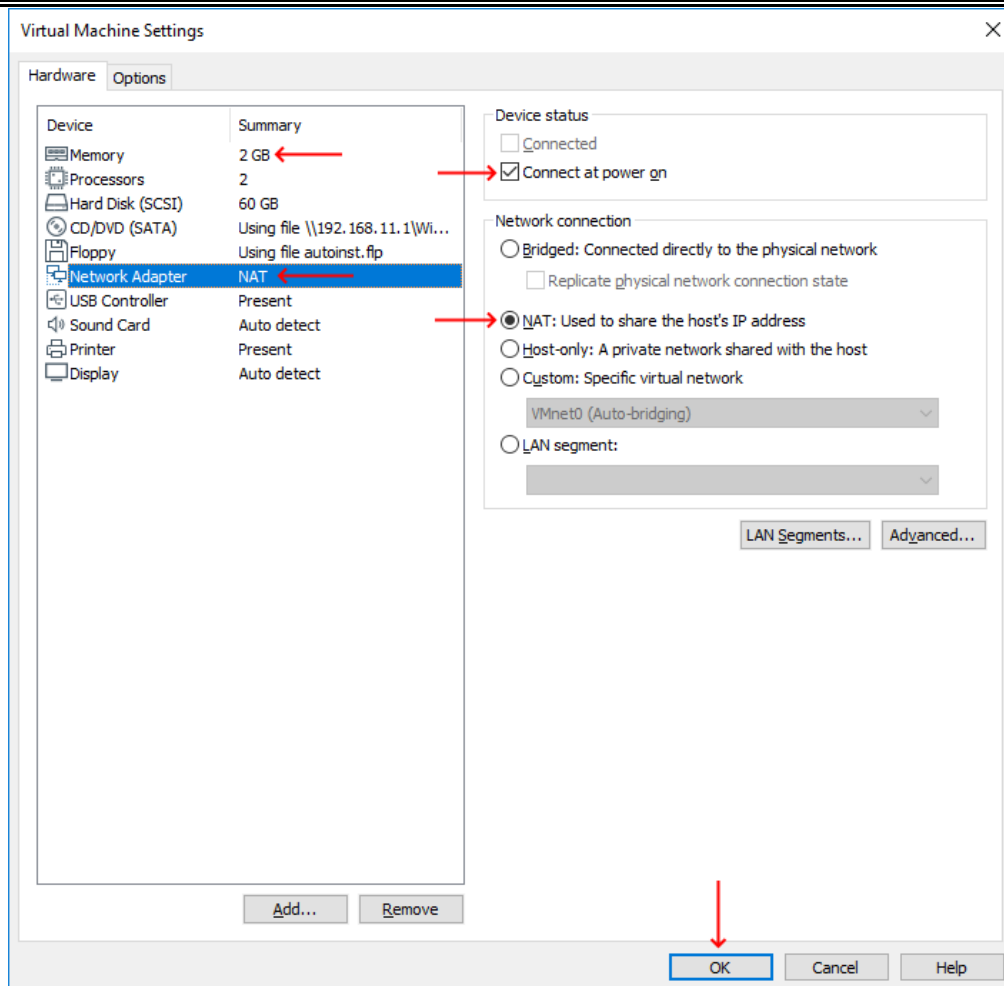 Virtual Machine Settings
Hardware Options
Device Summary
Memory 2 GB
Processors 2
Hard Disk (SCSI) 60 GB
CD/DVD (SATA) Using file \\192.168.11.1\Wi...
Floppy Using file autoinst.flp
Network Adapter NAT
USB Controller Present
Sound Card Auto detect
Printer Present
Display Auto detect
Add... Remove
Device status
Connected
Connect at power on
Network connection
Bridged: Connected directly to the physical network
Replicate physical network connection state
NAT: Used to share the host's IP address
Host-only: A private network shared with the host
Custom: Specific virtual network
VMnet0 (Auto-bridging)
LAN segment:
LAN Segments... Advanced...
OK Cancel Help